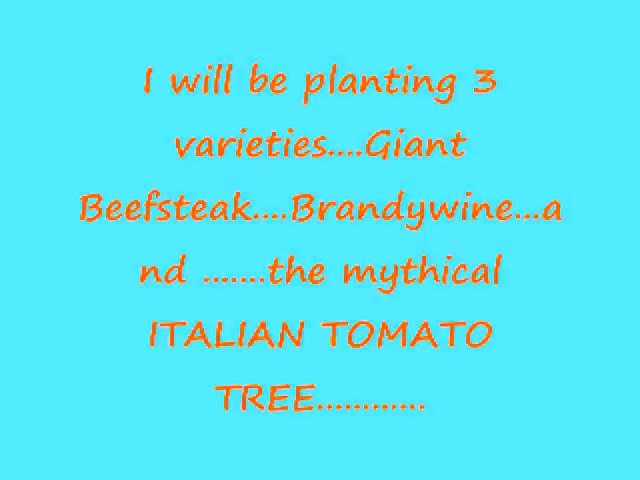 I will be planting 3
varieties....Giant
Beefsteak....Brandywine...a
nd .......the mythical
ITALIAN TOMATO
TREE............